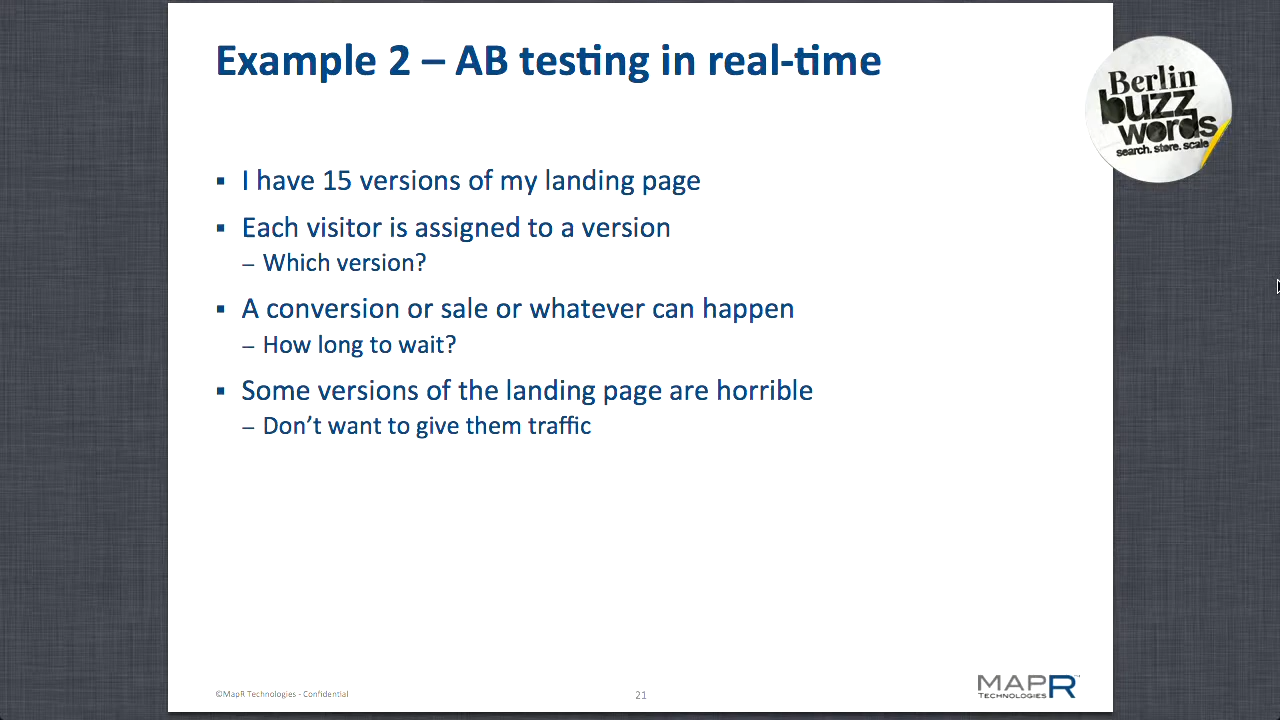 Example 2 – AB testing in real-time
Berlin
buzz
words
search. store. scale
▪ I have 15 versions of my landing page
▪ Each visitor is assigned to a version
– Which version?
▪ A conversion or sale or whatever can happen
– How long to wait?
▪ Some versions of the landing page are horrible
– Don’t want to give them traffic
©MapR Technologies - Confidential
21
MAPR™
TECHNOLOGIES